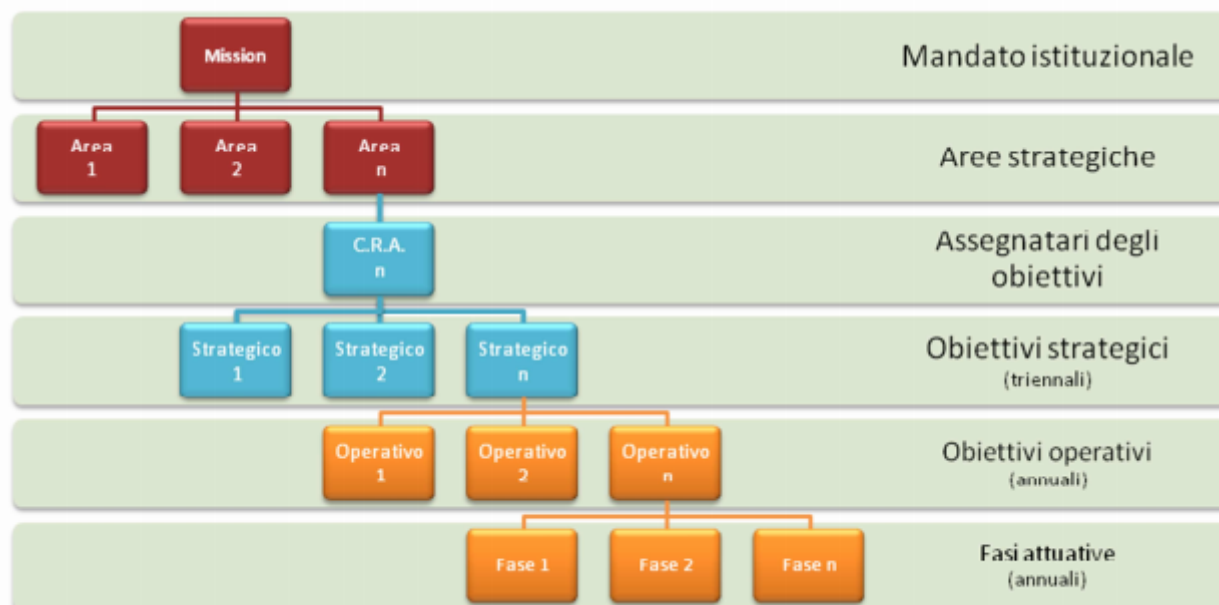 Mission
Mandato istituzionale
Area
1
Area
2
Area
n
Aree strategiche
C.R.A.
n
Assegnatari degli
obiettivi
Strategico
1
Strategico
2
Strategico
n
Obiettivi strategici
(triennali)
Operativo
1
Operativo
2
Operativo
n
Obiettivi operativi
(annuali)
Fase 1
Fase 2
Fase n
Fasi attuative
(annuali)